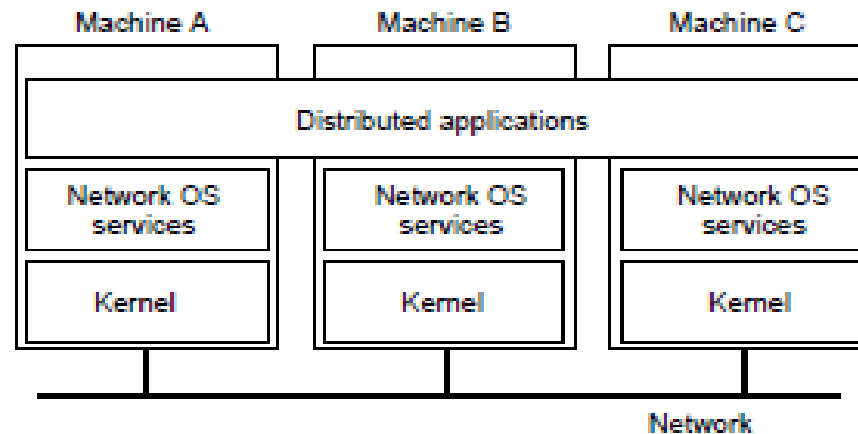 Machine A
Machine B
Machine C
Distributed applications
Network OS
services
Network OS
services
Network OS
services
Kernel
Kernel
Kernel
Network